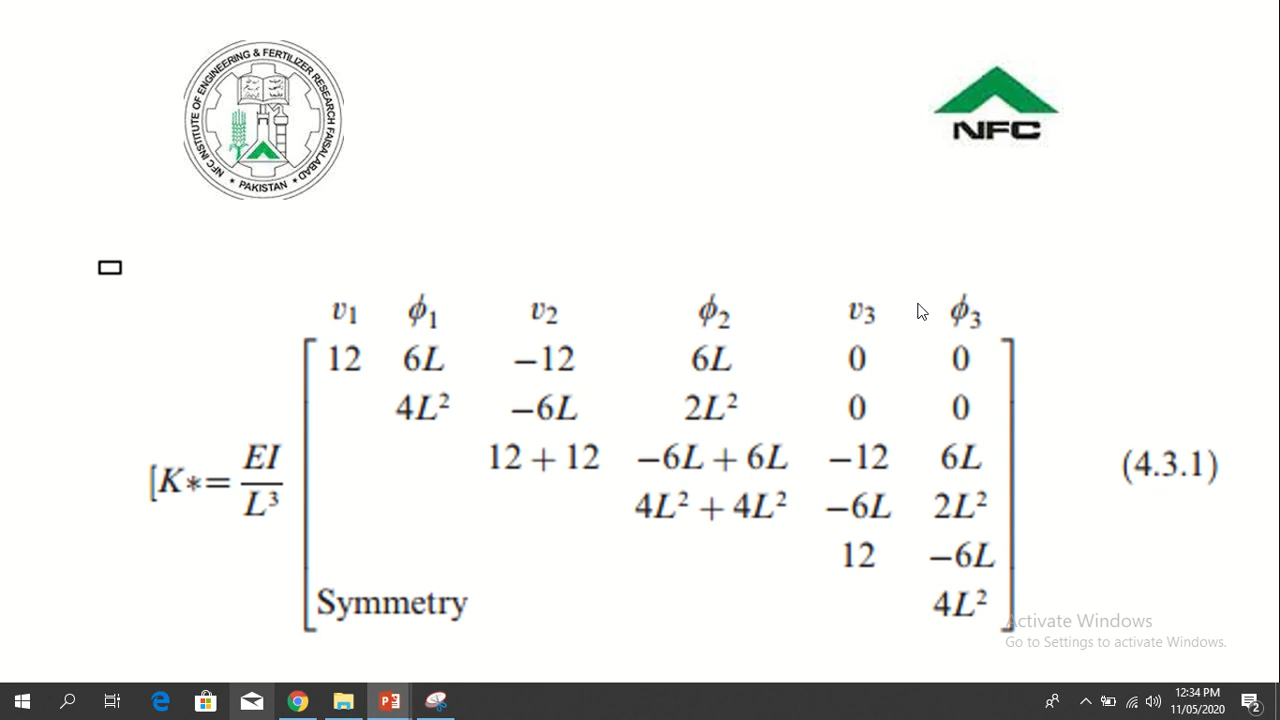 NFC INSTITUTE OF ENGINEERING & FERTILIZER RESEARCH FAISALABAD
* PAKISTAN *
NFC
v₁ ϕ₁ v₂ ϕ₂ v₃ ϕ₃
12 6L −12 6L 0 0
4L² −6L 2L² 0 0
12 + 12 −6L + 6L −12 6L
[K∗= EI/L³ (4.3.1)
4L² + 4L² −6L 2L²
12 −6L
Symmetry 4L²
Activate Windows
Go to Settings to activate Windows.
12:34 PM
11/05/2020
2